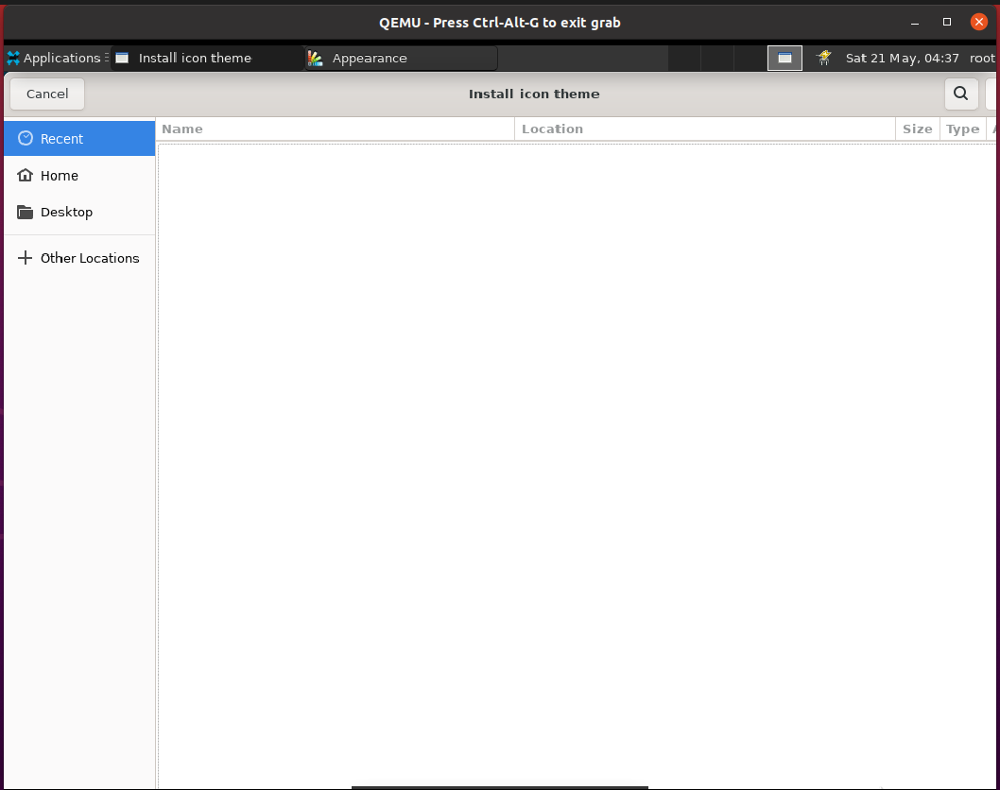 QEMU - Press Ctrl-Alt-G to exit grab
Applications Install icon theme Appearance Sat 21 May, 04:37 root
Cancel Install icon theme
Name Location Size Type
Recent
Home
Desktop
Other Locations